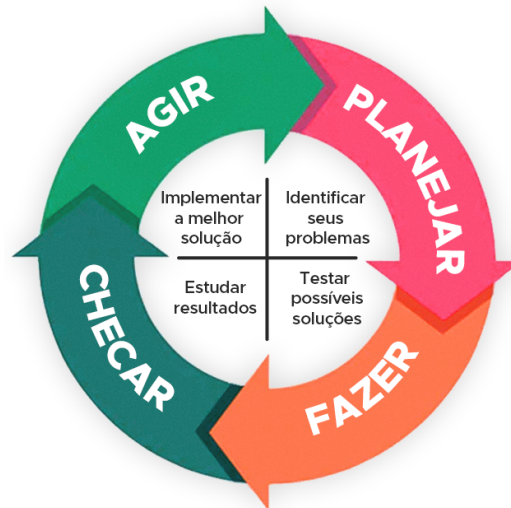 AGIR
PLANEJAR
FAZER
CHECAR
Implementar
a melhor
solução
Identificar
seus
problemas
Estudar
resultados
Testar
possíveis
soluções